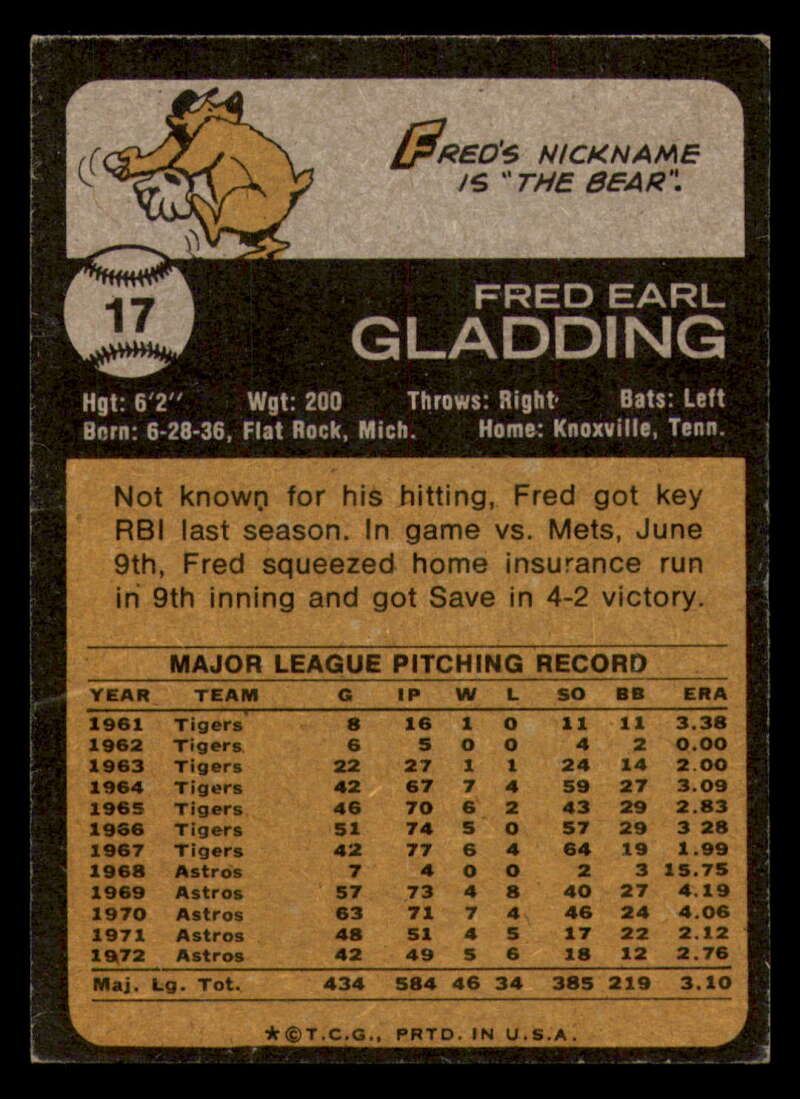 FRED'S NICKNAME
IS "THE BEAR".
17
FRED EARL
GLADDING
Hgt: 6'2" Wgt: 200 Throws: Right Bats: Left
Born: 6-28-36, Flat Rock, Mich. Home: Knoxville, Tenn.
Not known for his hitting, Fred got key
RBI last season. In game vs. Mets, June
9th, Fred squeezed home insurance run
in 9th inning and got Save in 4-2 victory.
MAJOR LEAGUE PITCHING RECORD
YEAR TEAM G IP W L SO BB ERA
1961 Tigers 8 16 1 0 11 11 3.38
1962 Tigers 6 5 0 0 4 2 0.00
1963 Tigers 22 27 1 1 24 14 2.00
1964 Tigers 42 67 7 4 59 27 3.09
1965 Tigers 46 70 6 2 43 29 2.83
1966 Tigers 51 74 5 0 57 29 3 28
1967 Tigers 42 77 6 4 64 19 1.99
1968 Astros 7 4 0 0 2 3 15.75
1969 Astros 57 73 4 8 40 27 4.19
1970 Astros 63 71 7 4 46 24 4.06
1971 Astros 48 51 4 5 17 22 2.12
1972 Astros 42 49 5 6 18 12 2.76
Maj. Lg. Tot. 434 584 46 34 385 219 3.10
*©T.C.G., PRTD. IN U.S.A.